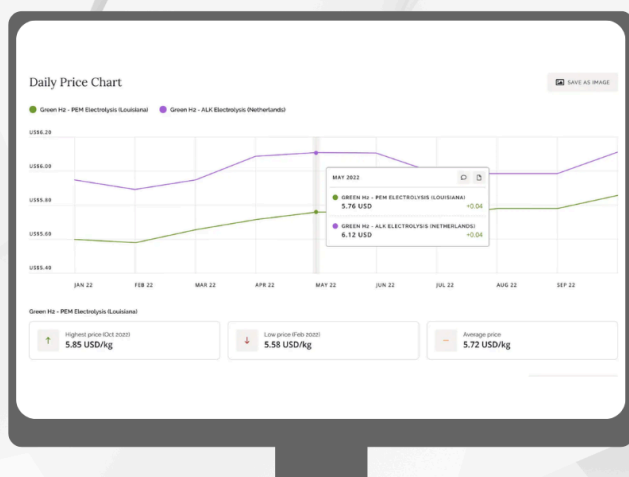 Daily Price Chart
SAVE AS IMAGE
Green H2 - PEM Electrolysis (Louisiana) Green H2 - ALK Electrolysis (Netherlands)
US$6.20
US$6.00
US$5.80
US$5.60
US$5.40
MAY 2022
GREEN H2 - PEM ELECTROLYSIS (LOUISIANA)
5.76 USD +0.04
GREEN H2 - ALK ELECTROLYSIS (NETHERLANDS)
6.12 USD +0.04
JAN 22 FEB 22 MAR 22 APR 22 MAY 22 JUN 22 JUL 22 AUG 22 SEP 22
Green H2 - PEM Electrolysis (Louisiana)
Highest price (Oct 2022)
5.85 USD/kg
Low price (Feb 2022)
5.58 USD/kg
Average price
5.72 USD/kg